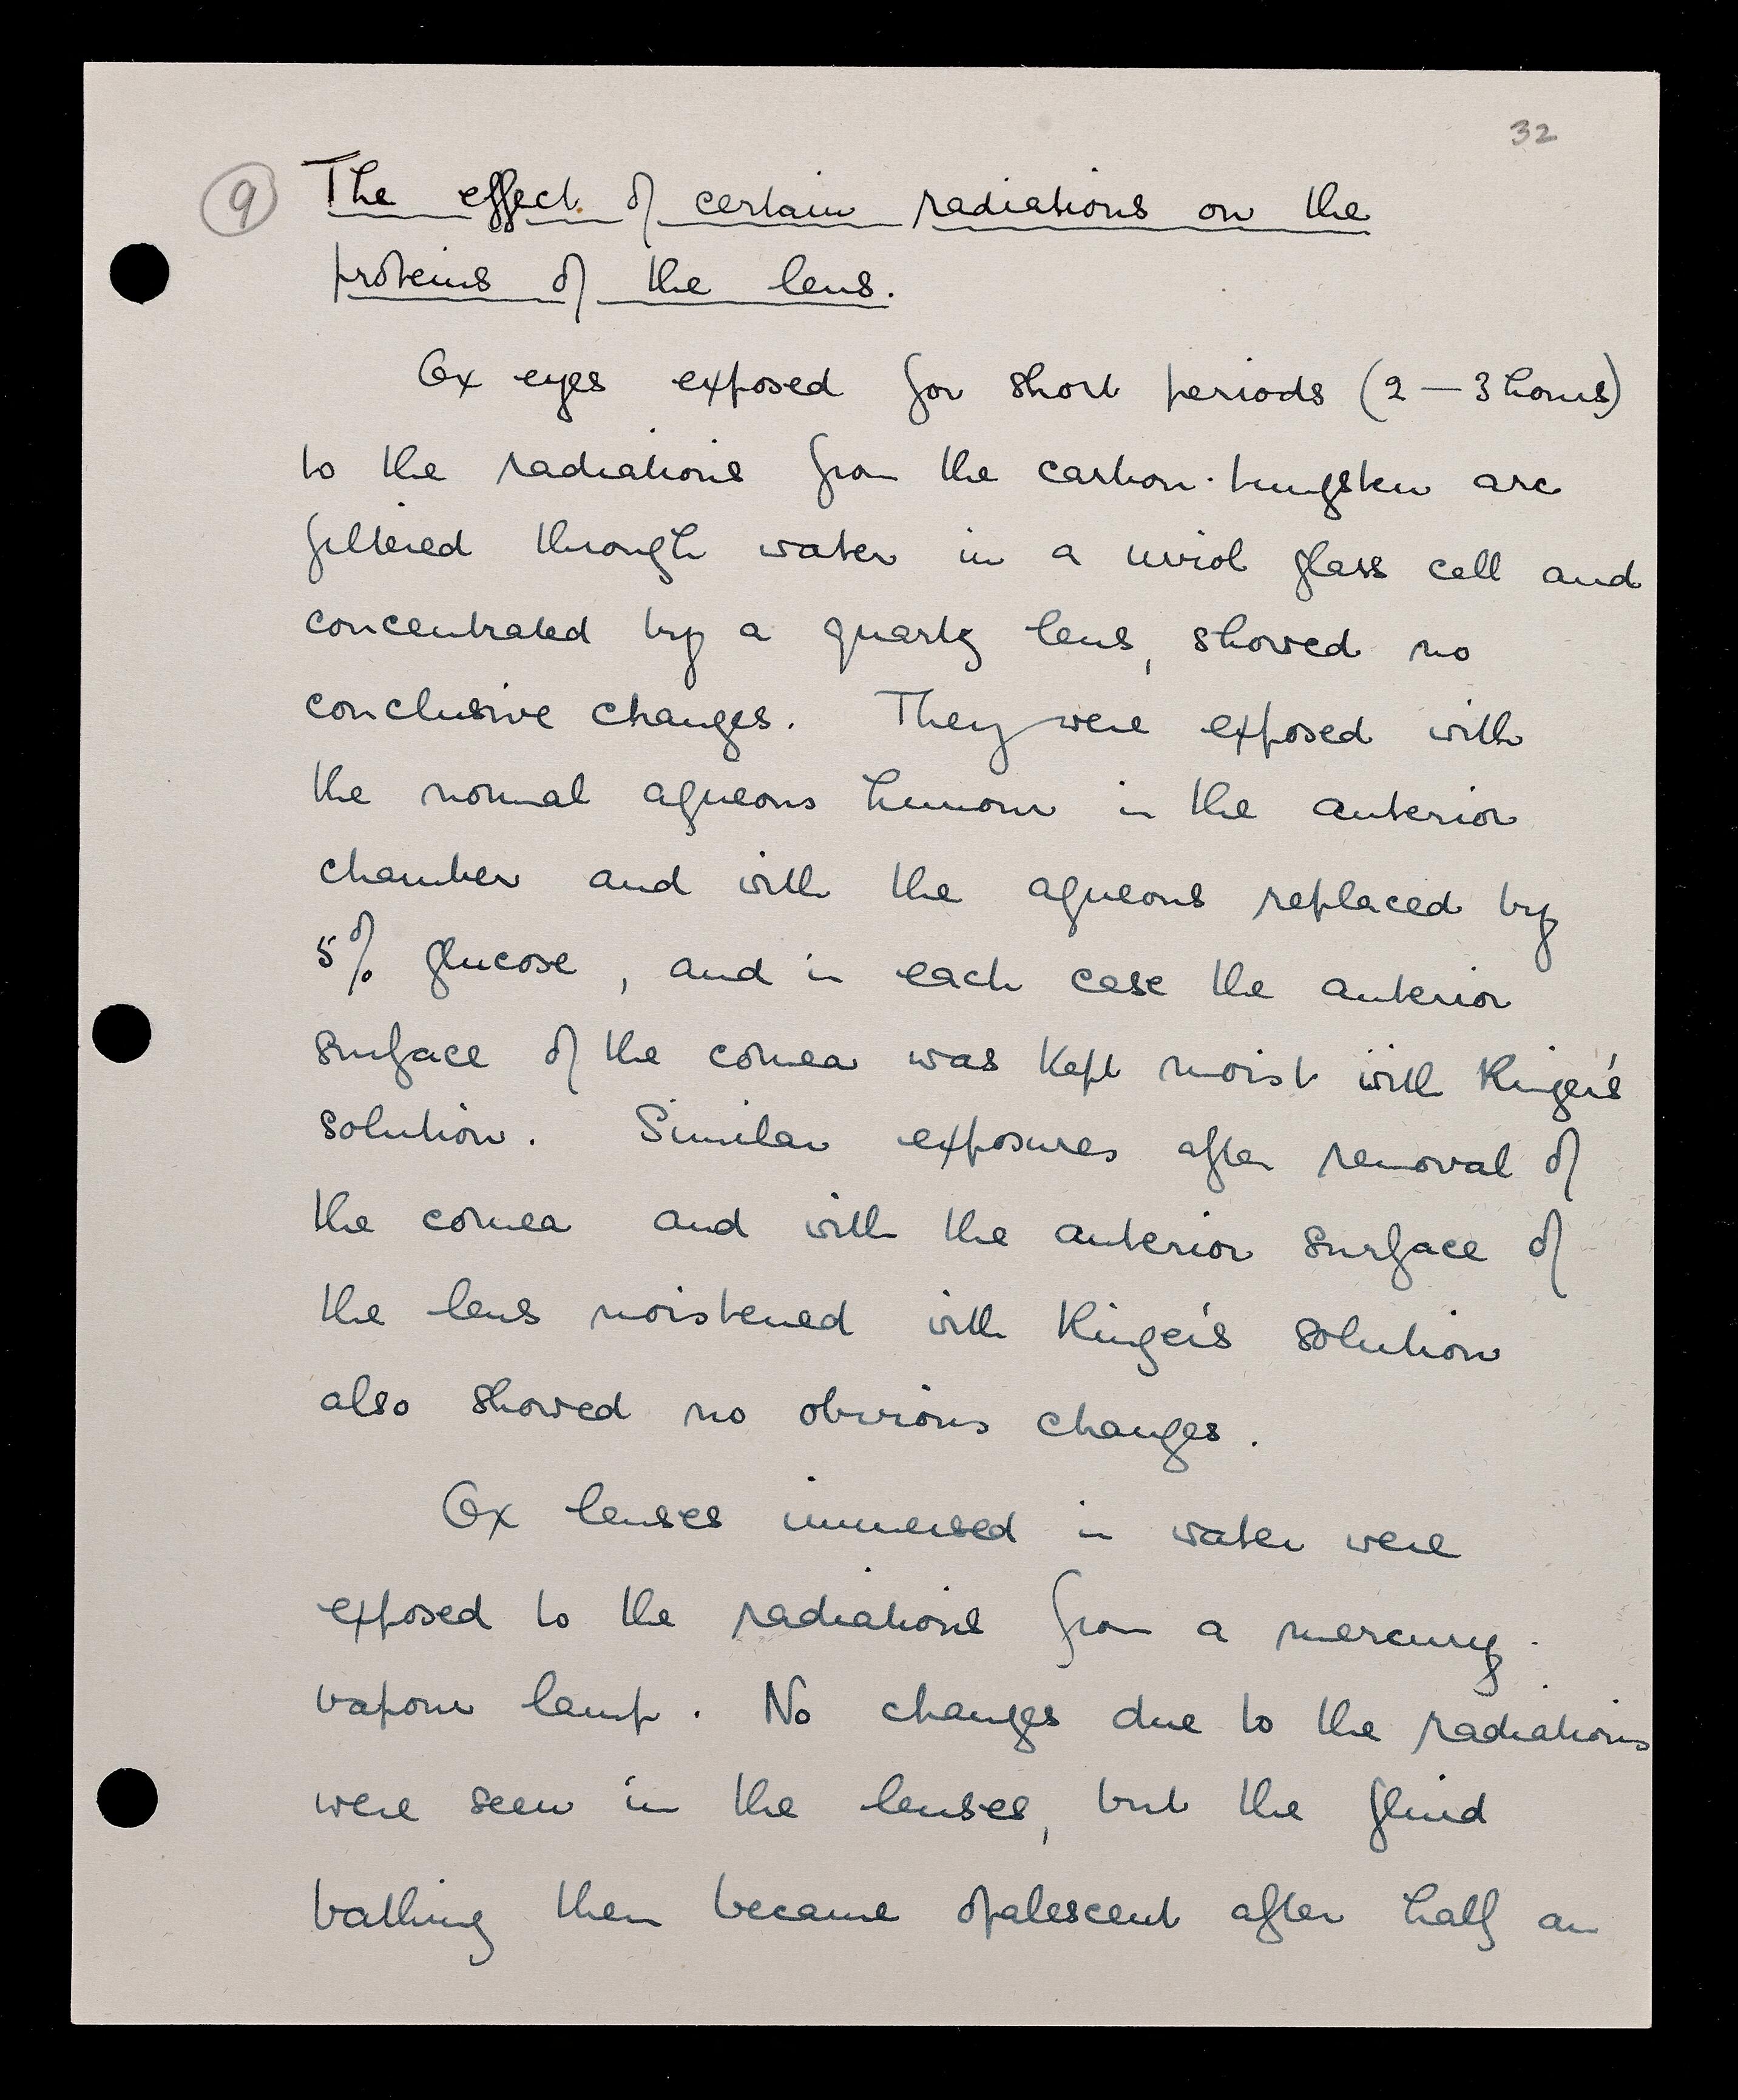 32
9 The effect of certain radiations on the
proteins of the lens.
Ox eyes exposed for short periods (2 — 3 hours)
to the radiations from the carbon-tungsten arc
filtered through water in a uviol glass cell and
concentrated by a quartz lens, showed no
conclusive changes. They were exposed with
the normal aqueous humour in the anterior
chamber and with the aqueous replaced by
5% glucose, and in each case the anterior
surface of the cornea was kept moist with Ringer's
solution. Similar exposures after removal of
the cornea and with the anterior surface of
the lens moistened with Ringer's solution
also showed no obvious changes.
Ox lenses immersed in water were
exposed to the radiations from a mercury-
vapour lamp. No changes due to the radiations
were seen in the lenses, but the fluid
bathing them became opalescent after half an